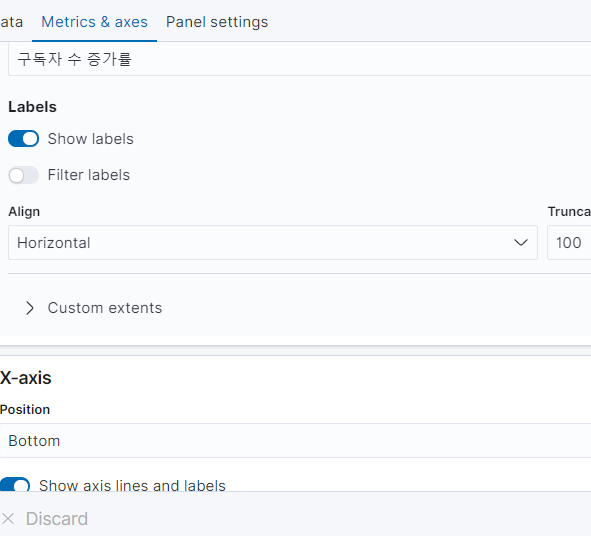 ata Metrics & axes Panel settings
구독자 수 증가률
Labels
Show labels
Filter labels
Align Trunca
Horizontal 100
Custom extents
X-axis
Position
Bottom
Show axis lines and labels
Discard